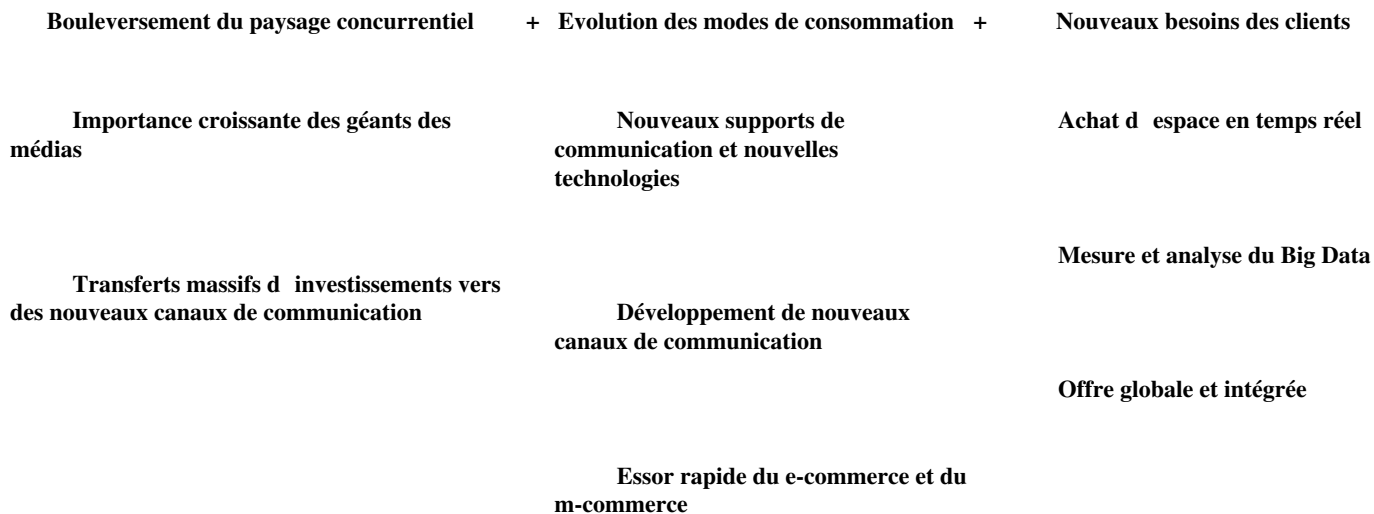 Bouleversement du paysage concurrentiel + Evolution des modes de consommation + Nouveaux besoins des clients
Importance croissante des géants des
médias
Transferts massifs d investissements vers
des nouveaux canaux de communication
Nouveaux supports de
communication et nouvelles
technologies
Développement de nouveaux
canaux de communication
Essor rapide du e-commerce et du
m-commerce
Achat d espace en temps réel
Mesure et analyse du Big Data
Offre globale et intégrée